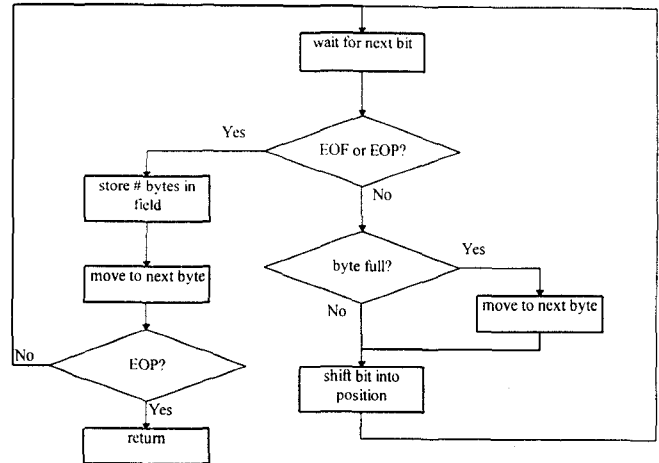 wait for next bit
EOF or EOP?
Yes
No
store # bytes in
field
move to next byte
EOP?
No
Yes
return
byte full?
Yes
No
move to next byte
shift bit into
position